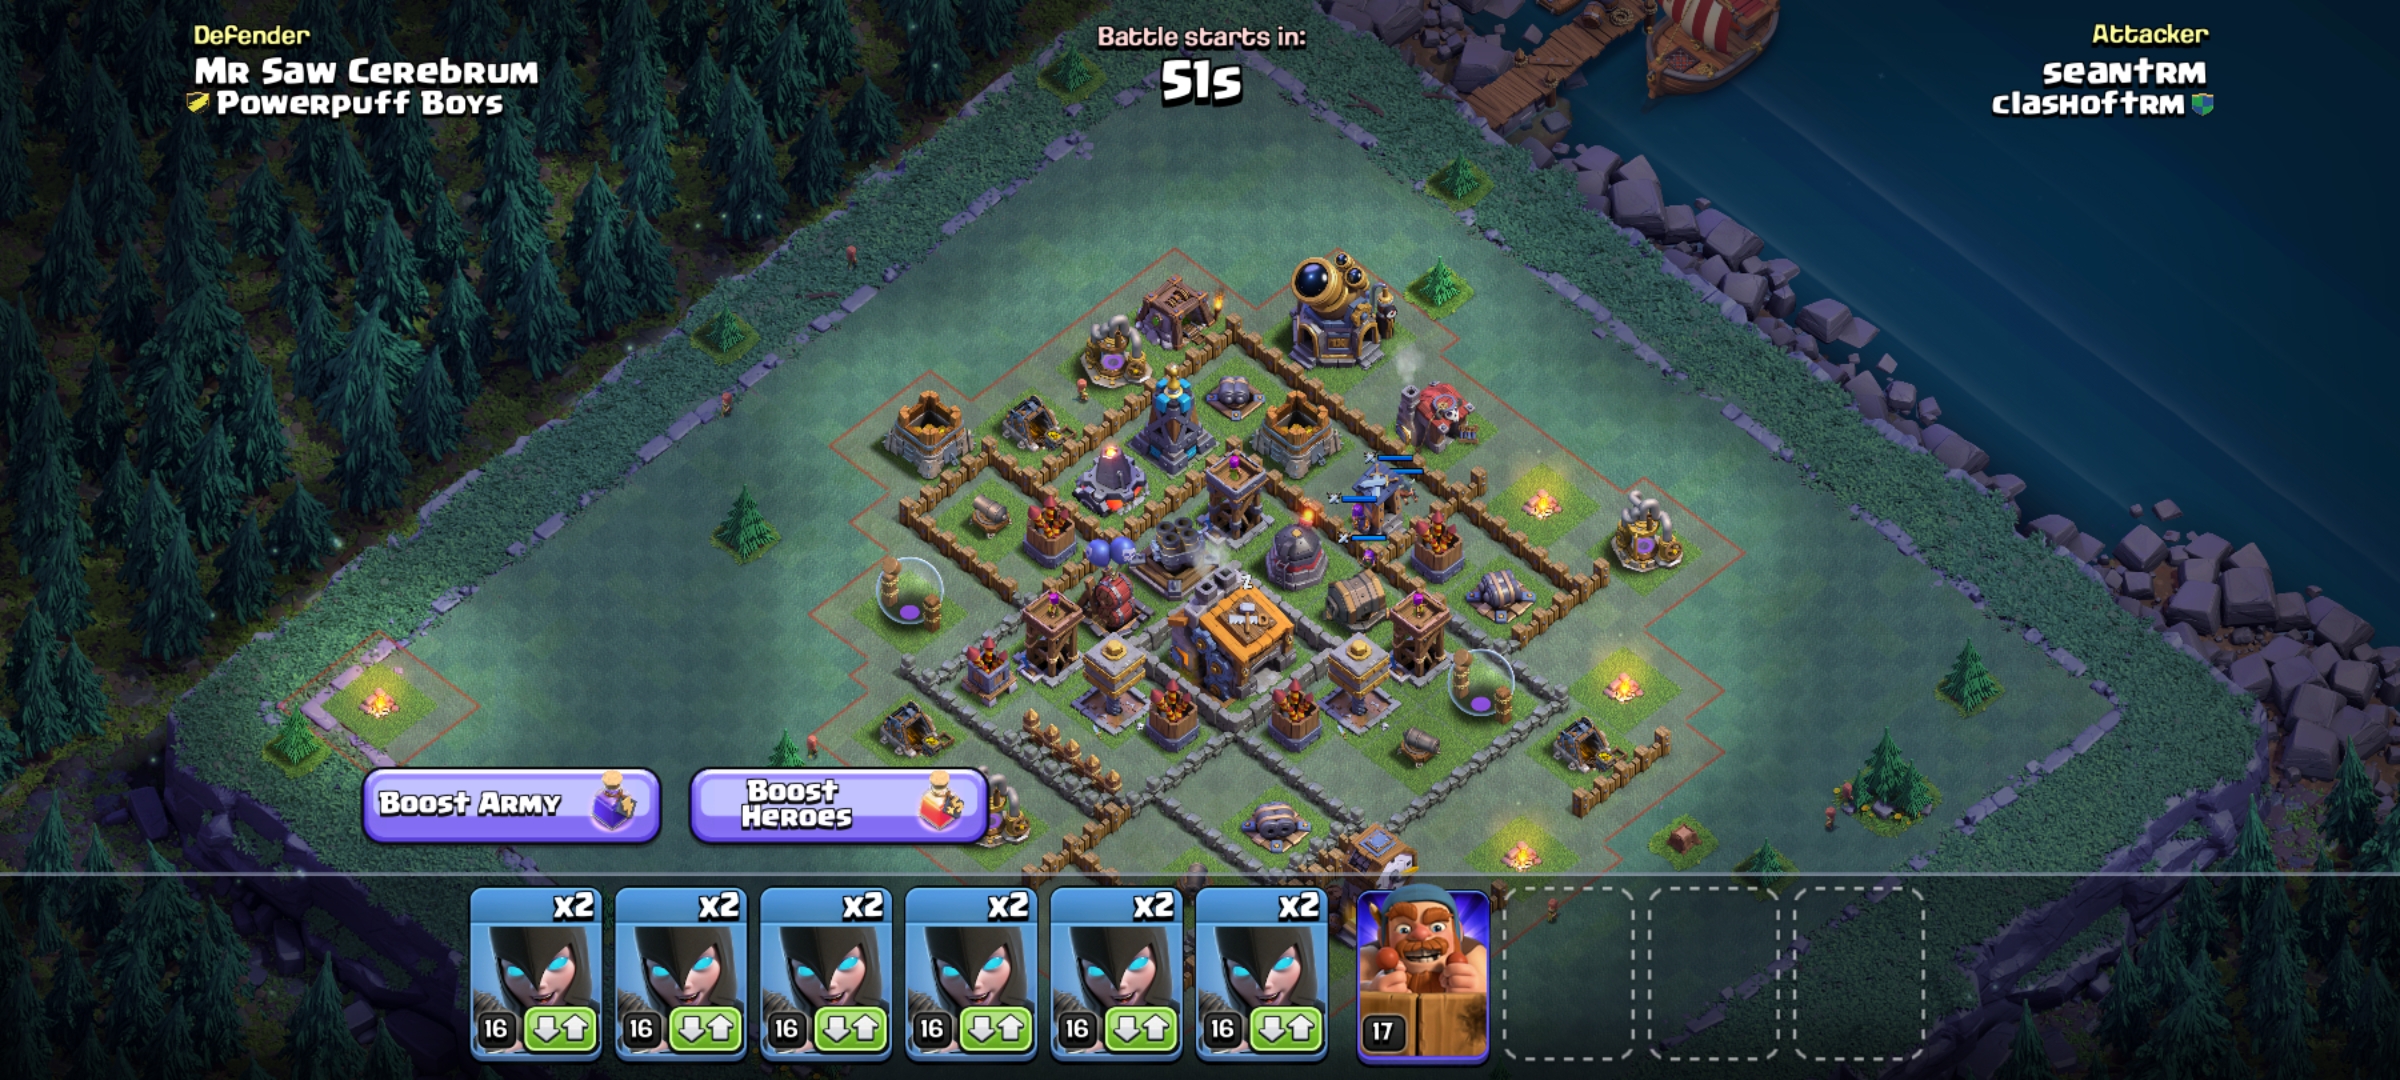 Defender
Mr Saw Cerebrum
Powerpuff Boys
Battle starts in:
51s
Attacker
seantRM
clashoftRM
Boost Army
Boost
Heroes
x2
x2
x2
x2
x2
x2
16
16
16
16
16
16
17